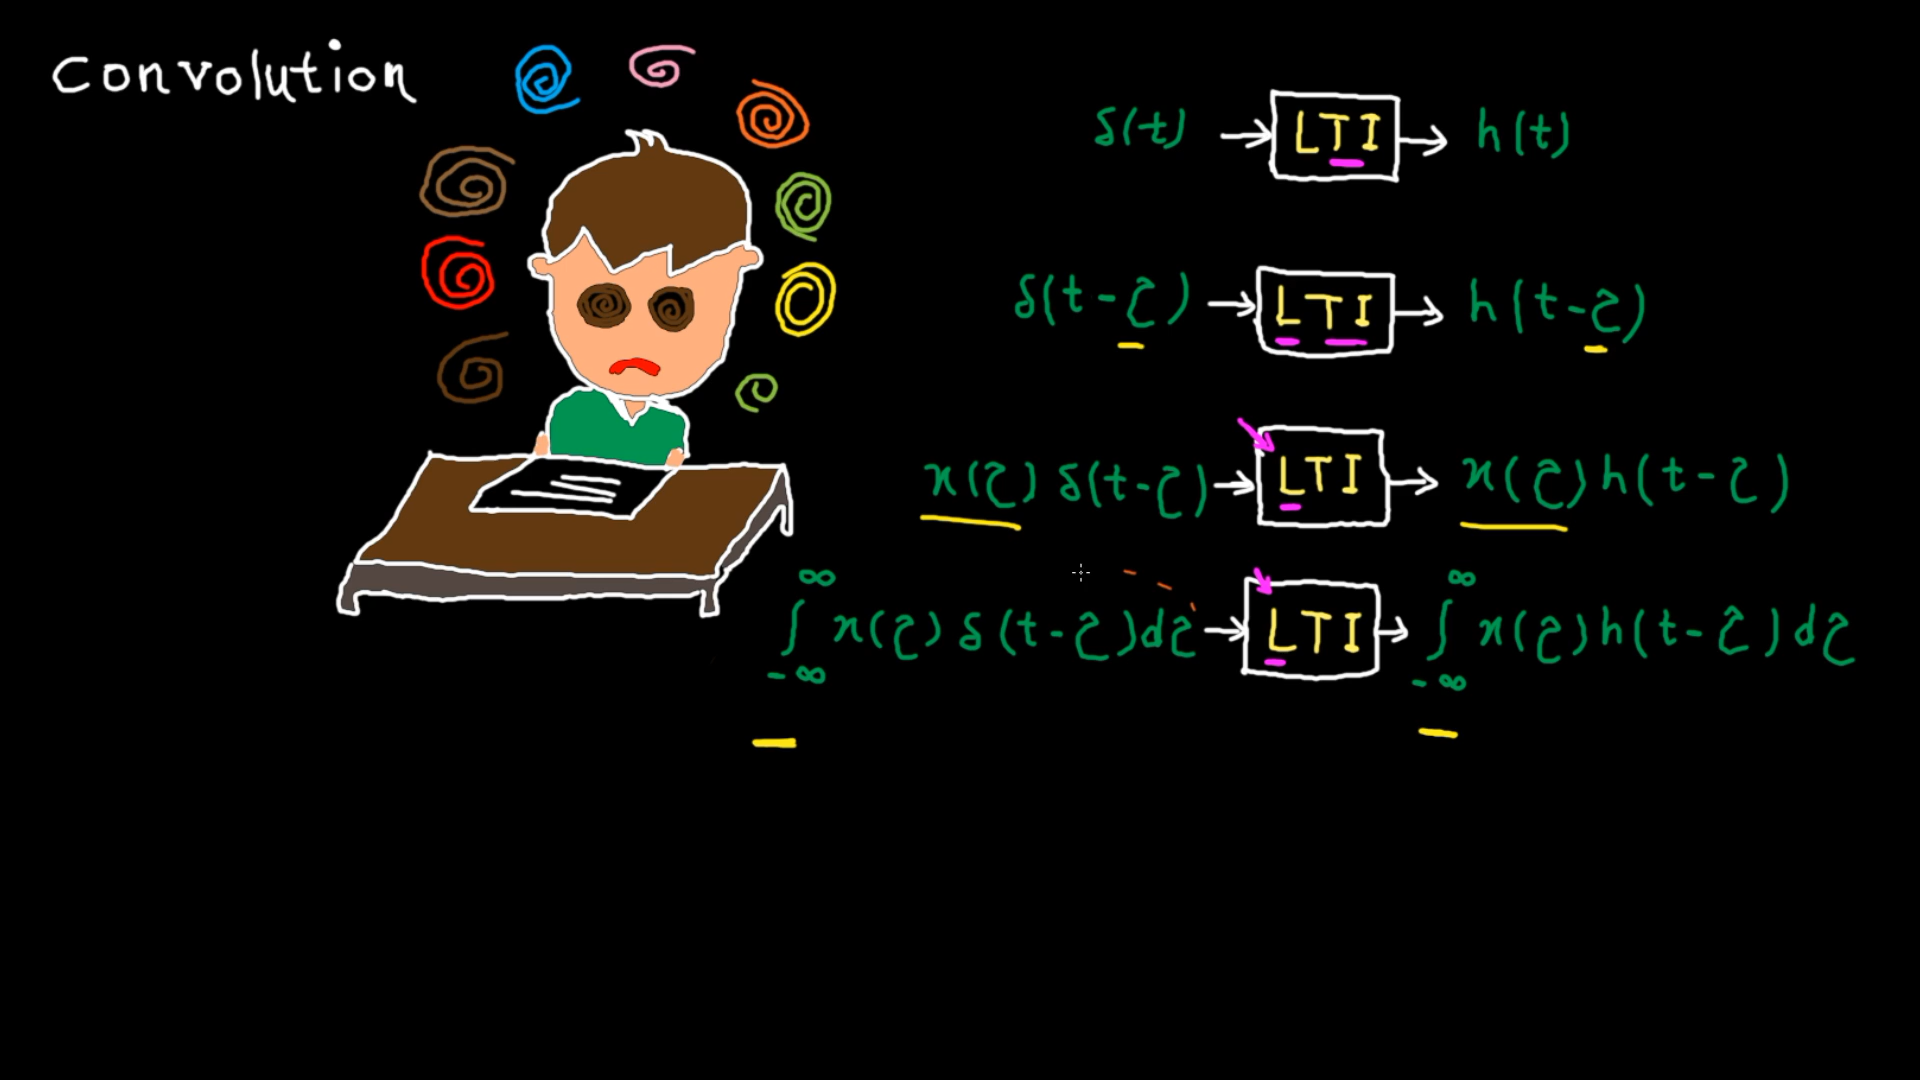 convolution
δ(t) → LTI → h(t)
δ(t-τ) → LTI → h(t-τ)
x(τ) δ(t-τ) → LTI → x(τ) h(t-τ)
∫_{-∞}^{∞} x(τ) δ(t-τ)dτ → LTI → ∫_{-∞}^{∞} x(τ)h(t-τ)dτ